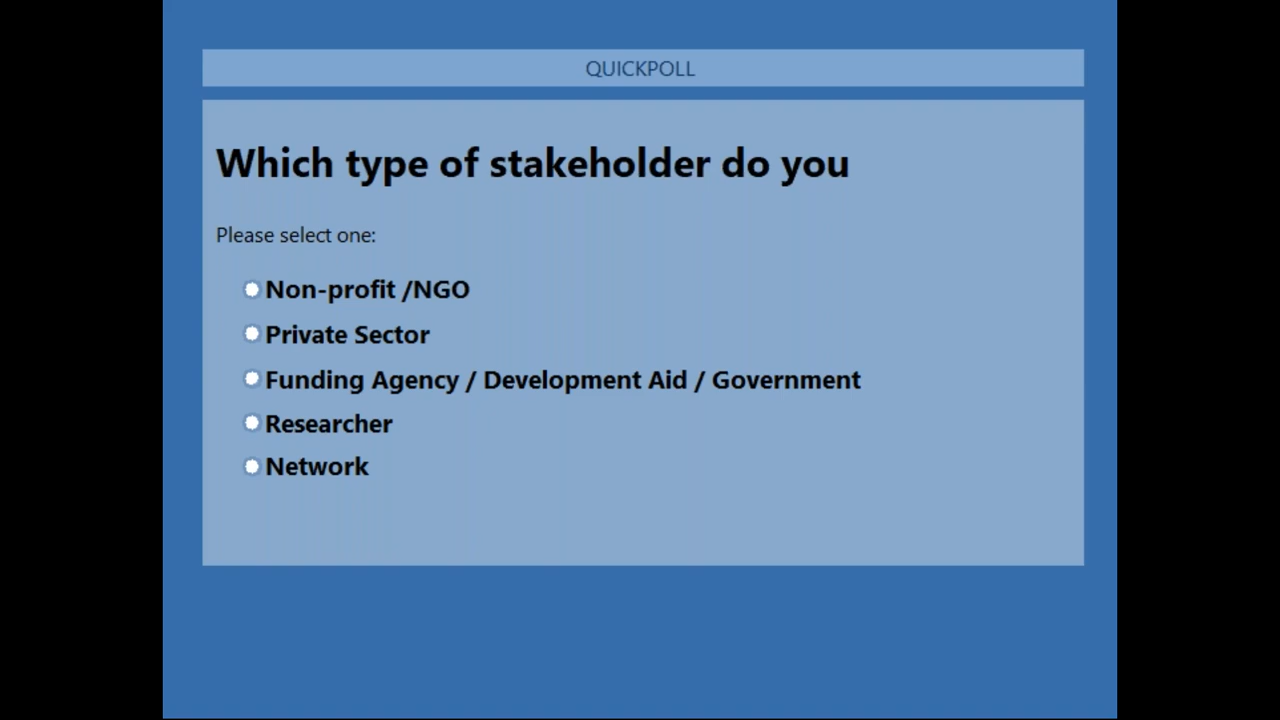 QUICKPOLL
Which type of stakeholder do you
Please select one:
Non-profit /NGO
Private Sector
Funding Agency / Development Aid / Government
Researcher
Network